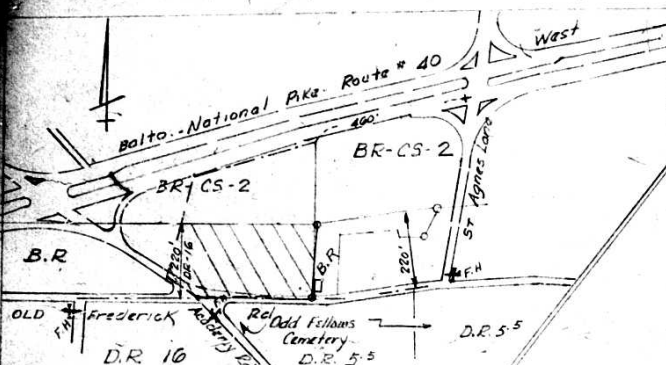 West
Balto.-National Pike Route # 40
460'
BR-CS-2
BR-CS-2
St Agnes Lane
B.R
220'
DR-16
B.R
220'
F.H
F.H
OLD Frederick Rd
F.H
Academy Rd
Odd Fellows
Cemetery
D.R. 5.5
D.R. 16
D.R. 5.5